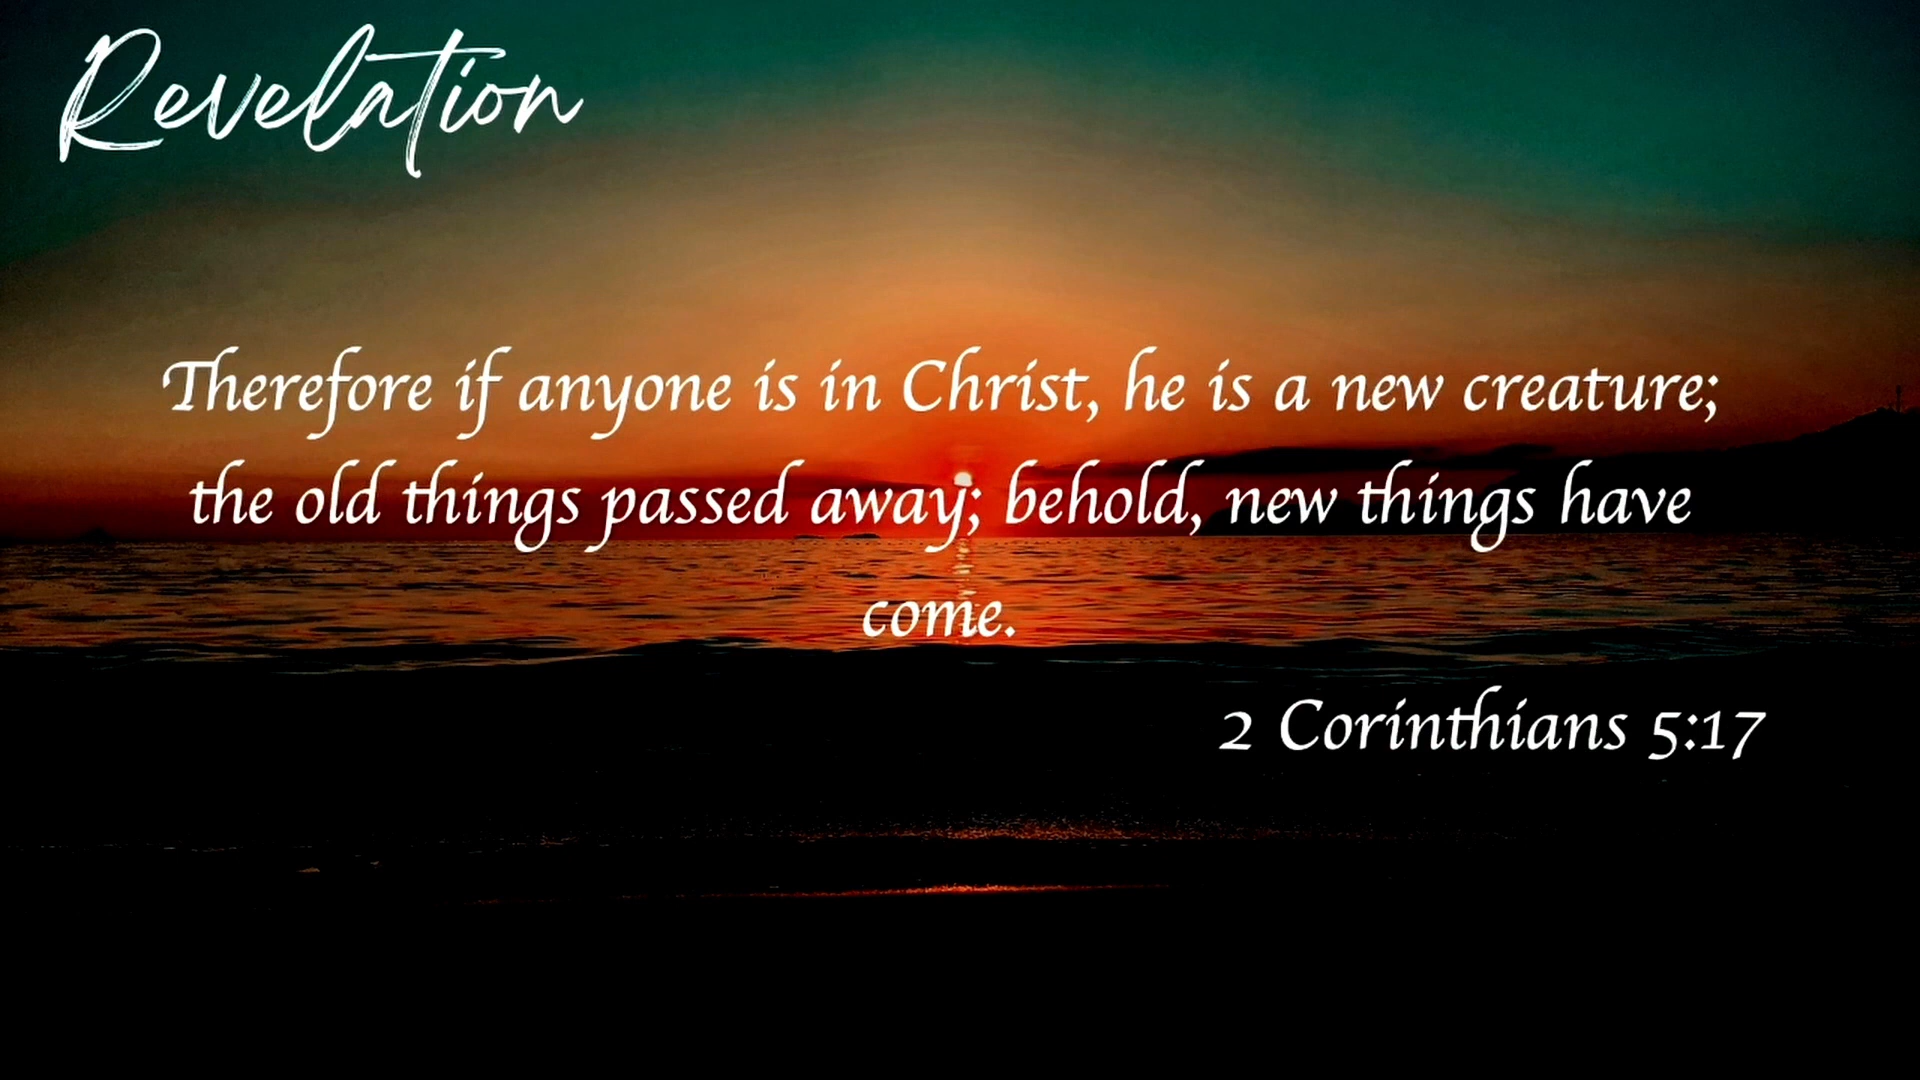 Revelation
Therefore if anyone is in Christ, he is a new creature;
the old things passed away; behold, new things have
come.
2 Corinthians 5:17